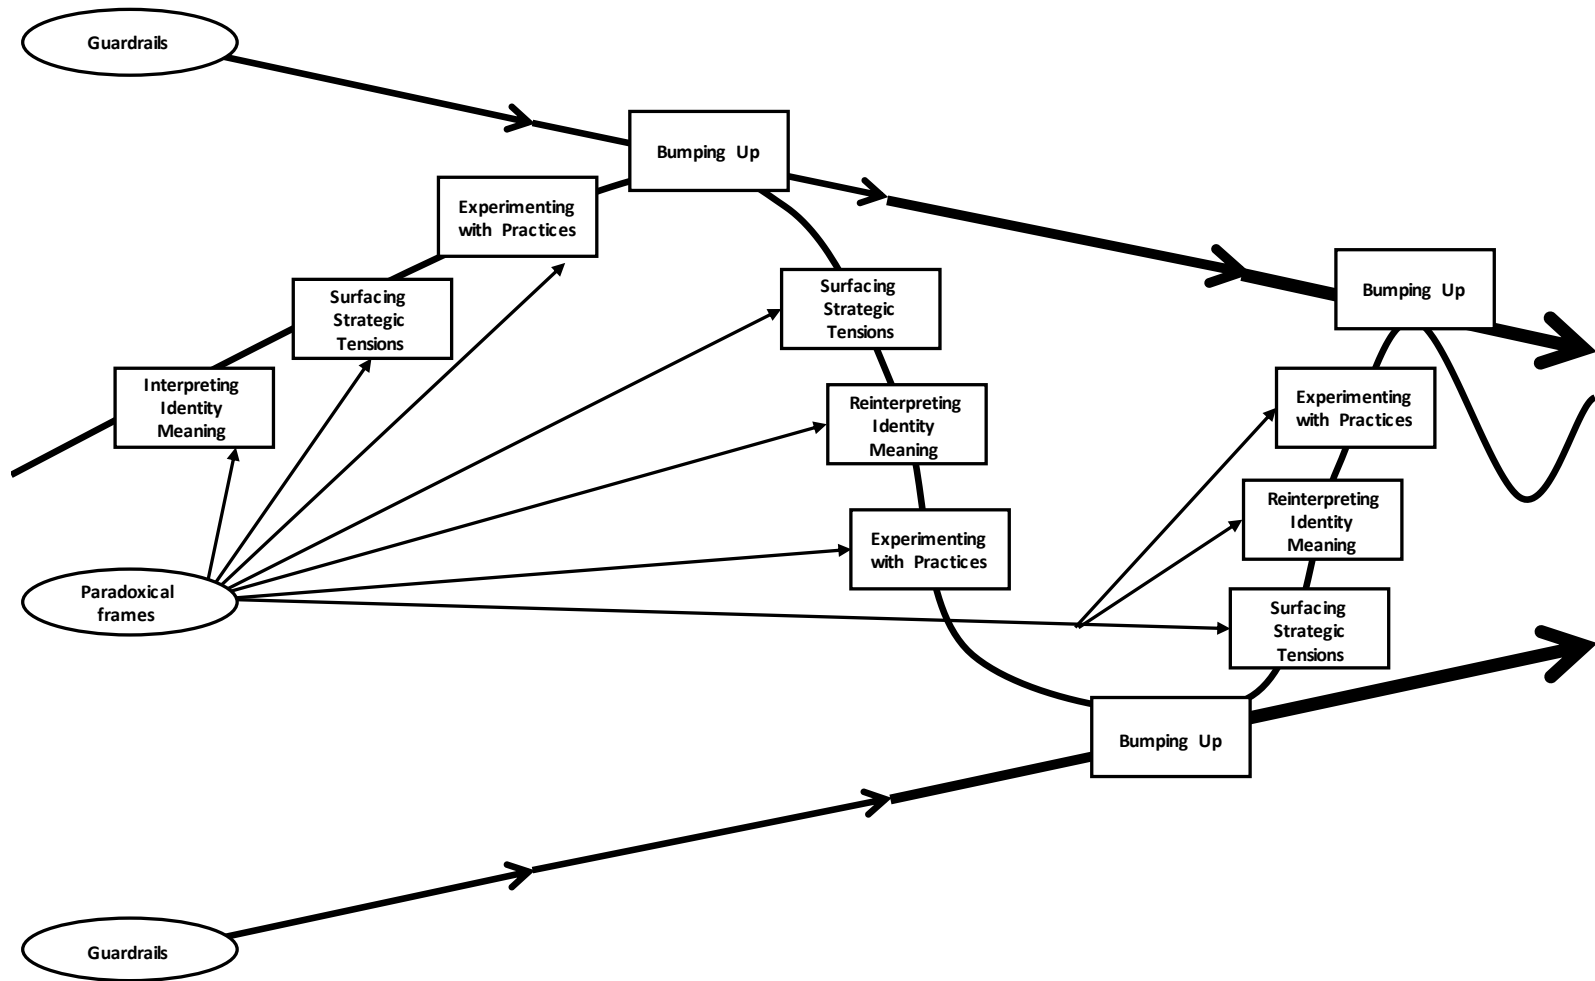 Guardrails
Bumping Up
Experimenting
with Practices
Surfacing
Strategic
Tensions
Interpreting
Identity
Meaning
Paradoxical
frames
Surfacing
Strategic
Tensions
Reinterpreting
Identity
Meaning
Experimenting
with Practices
Bumping Up
Experimenting
with Practices
Reinterpreting
Identity
Meaning
Surfacing
Strategic
Tensions
Bumping Up
Guardrails